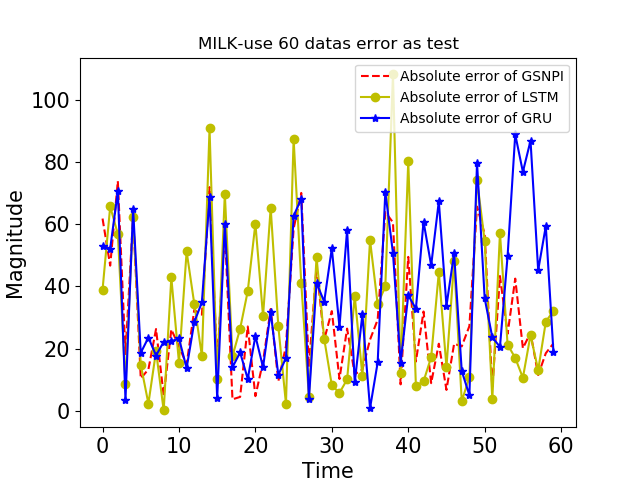 MILK-use 60 datas error as test
Absolute error of GSNPI
Absolute error of LSTM
Absolute error of GRU
Magnitude
100
80
60
40
20
0
0 10 20 30 40 50 60
Time